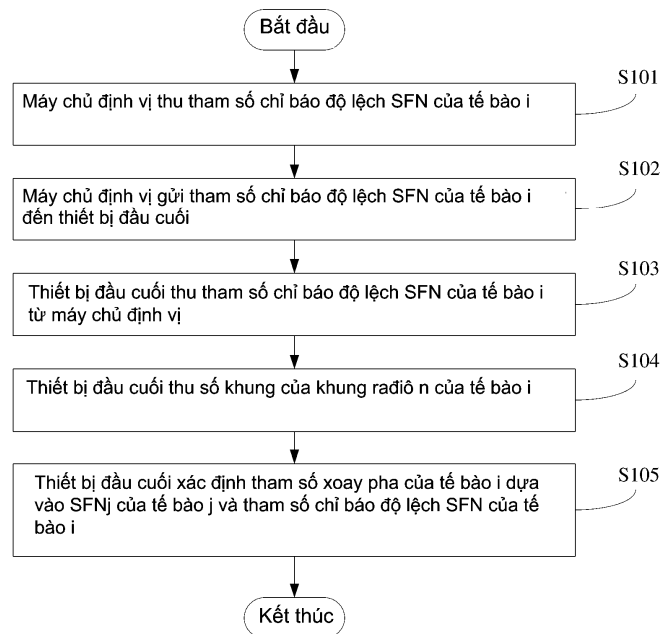 Bắt đầu
S101
Máy chủ định vị thu tham số chỉ báo độ lệch SFN của tế bào i
S102
Máy chủ định vị gửi tham số chỉ báo độ lệch SFN của tế bào i
đến thiết bị đầu cuối
S103
Thiết bị đầu cuối thu tham số chỉ báo độ lệch SFN của tế bào i
từ máy chủ định vị
S104
Thiết bị đầu cuối thu số khung của khung rađiô n của tế bào i
S105
Thiết bị đầu cuối xác định tham số xoay pha của tế bào i dựa
vào SFNj của tế bào j và tham số chỉ báo độ lệch SFN của tế
bào i
Kết thúc